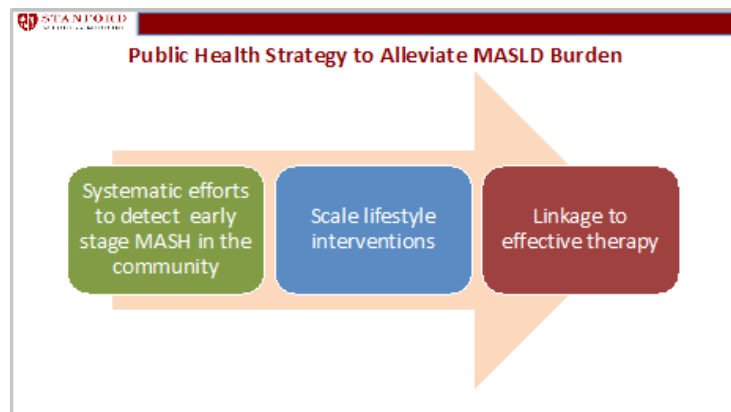 STANFORD
Public Health Strategy to Alleviate MASLD Burden
Systematic efforts
to detect early
stage MASH in the
community
Scale lifestyle
interventions
Linkage to
effective therapy